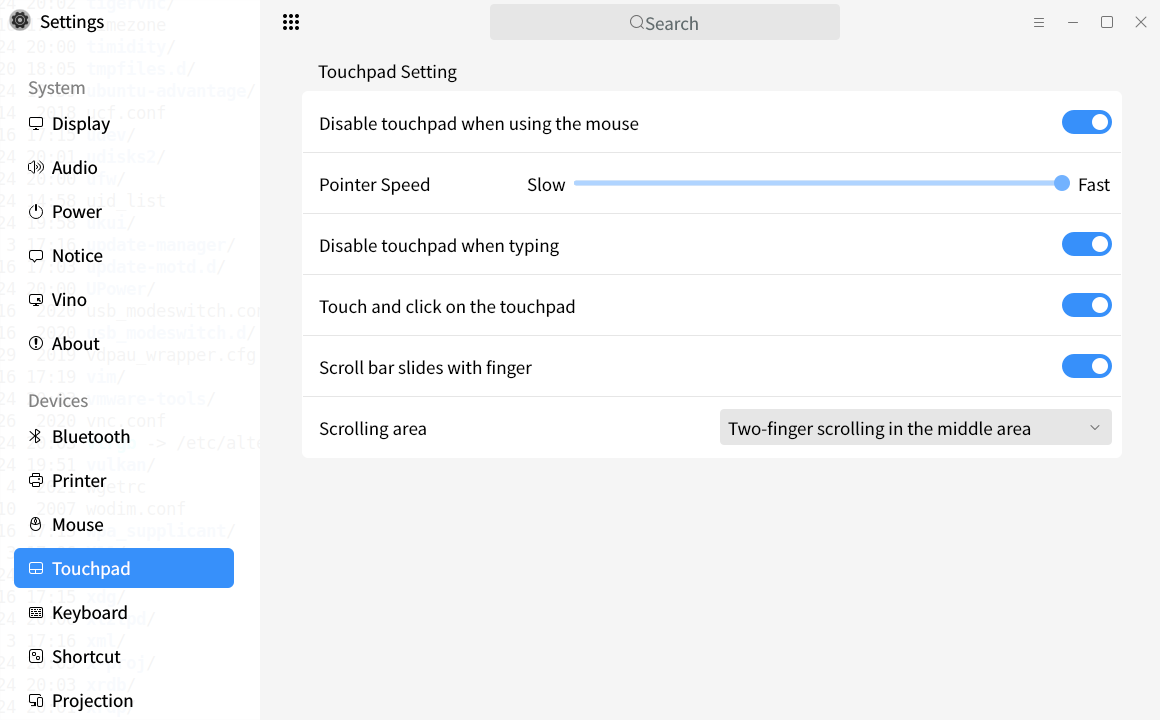 Settings
Search
System
Display
Audio
Power
Notice
Vino
About
Devices
Bluetooth
Printer
Mouse
Touchpad
Keyboard
Shortcut
Projection
Touchpad Setting
Disable touchpad when using the mouse
Pointer Speed Slow Fast
Disable touchpad when typing
Touch and click on the touchpad
Scroll bar slides with finger
Scrolling area Two-finger scrolling in the middle area